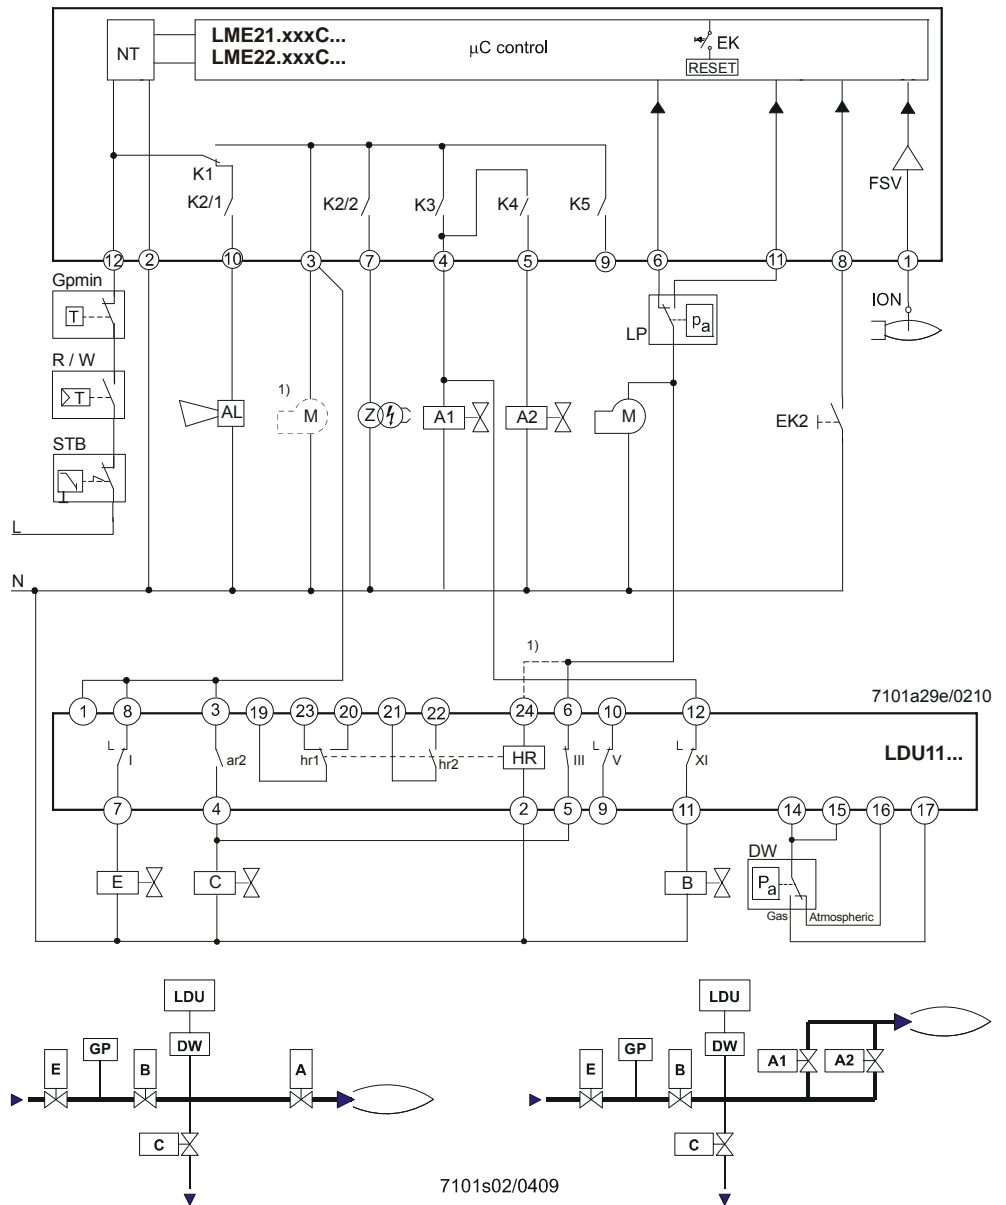 LME21.xxxC...
LME22.xxxC...
NT
µC control
EK
RESET
K1
K2/1
K2/2
K3
K4
K5
FSV
12
2
10
3
7
4
5
9
6
11
8
1
Gpmin
T
R / W
T
STB
L
N
AL
1)
M
Z
A1
A2
LP
pa
M
EK2
ION
1)
7101a29e/0210
1
8
3
19
23
20
21
22
24
6
10
12
LDU11...
L
I
ar2
hr1
hr2
HR
III
L
V
L
XI
7
4
2
5
9
11
14
15
16
17
E
C
B
DW
Pa
Gas
Atmospheric
LDU
DW
GP
E
B
A
C
LDU
DW
GP
E
B
A1
A2
C
7101s02/0409